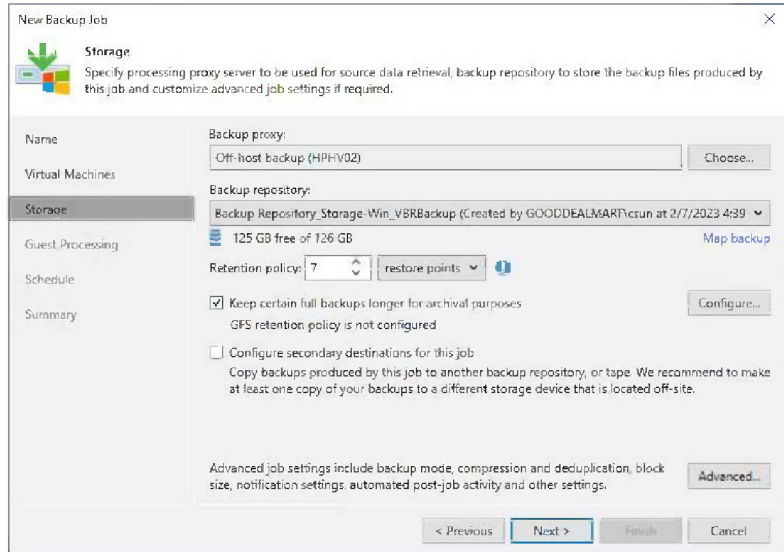 New Backup Job
Storage
Specify processing proxy server to be used for source data retrieval, backup repository to store the backup files produced by
this job and customize advanced job settings if required.
Name
Virtual Machines
Storage
Guest Processing
Schedule
Summary
Backup proxy:
Off-host backup (HPHV02)
Choose...
Backup repository:
Backup Repository_Storage-Win_VBRBackup (Created by GOODDEALMART\csun at 2/7/2023 4:39
125 GB free of 126 GB
Map backup
Retention policy: 7 restore points
Keep certain full backups longer for archival purposes
Configure...
GFS retention policy is not configured
Configure secondary destinations for this job
Copy backups produced by this job to another backup repository, or tape. We recommend to make
at least one copy of your backups to a different storage device that is located off-site.
Advanced job settings include backup mode, compression and deduplication, block
size, notification settings, automated post-job activity and other settings.
Advanced...
< Previous
Next >
Finish
Cancel